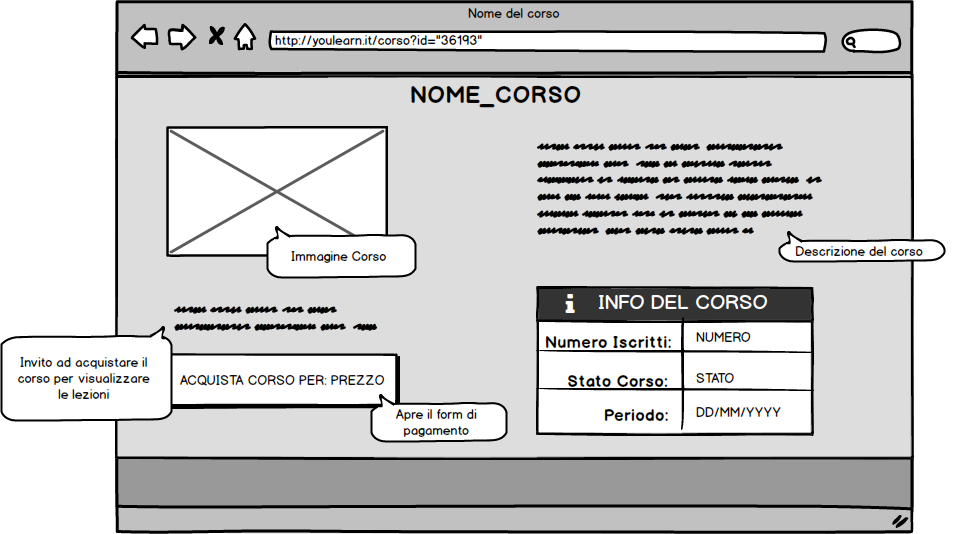 Nome del corso
http://youlearn.it/corso?id="36193"
NOME_CORSO
Immagine Corso
Descrizione del corso
Invito ad acquistare il
corso per visualizzare
le lezioni
ACQUISTA CORSO PER: PREZZO
Apre il form di
pagamento
i INFO DEL CORSO
Numero Iscritti: NUMERO
Stato Corso: STATO
Periodo: DD/MM/YYYY